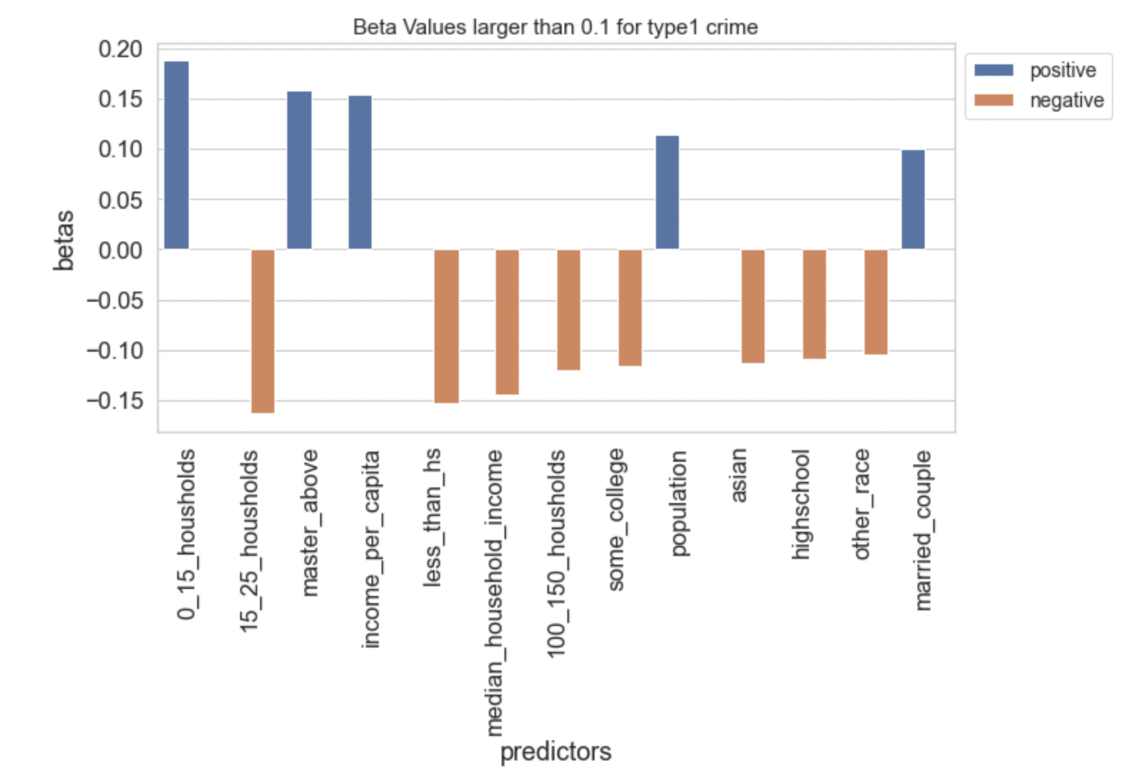 Beta Values larger than 0.1 for type1 crime
positive
negative
0.20
0.15
0.10
0.05
0.00
−0.05
−0.10
−0.15
betas
0_15_housholds
15_25_housholds
master_above
income_per_capita
less_than_hs
median_household_income
100_150_housholds
some_college
population
asian
highschool
other_race
married_couple
predictors